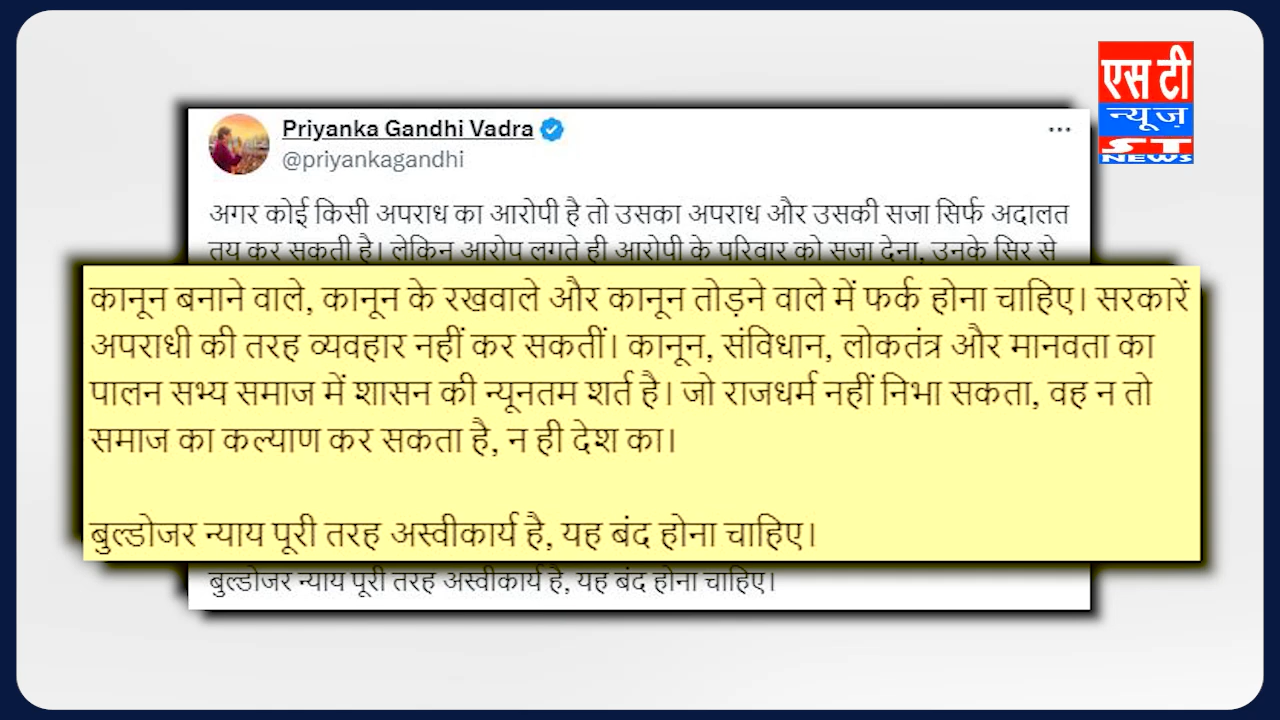 एस टी
न्यूज़
ST
NEWS
Priyanka Gandhi Vadra
@priyankagandhi
अगर कोई किसी अपराध का आरोपी है तो उसका अपराध और उसकी सजा सिर्फ अदालत
तय कर सकती है। लेकिन आरोप लगते ही आरोपी के परिवार को सजा देना, उनके सिर से
कानून बनाने वाले, कानून के रखवाले और कानून तोड़ने वाले में फर्क होना चाहिए। सरकारें
अपराधी की तरह व्यवहार नहीं कर सकतीं। कानून, संविधान, लोकतंत्र और मानवता का
पालन सभ्य समाज में शासन की न्यूनतम शर्त है। जो राजधर्म नहीं निभा सकता, वह न तो
समाज का कल्याण कर सकता है, न ही देश का।
बुल्डोजर न्याय पूरी तरह अस्वीकार्य है, यह बंद होना चाहिए।
बुल्डोजर न्याय पूरी तरह अस्वीकार्य है, यह बंद होना चाहिए।